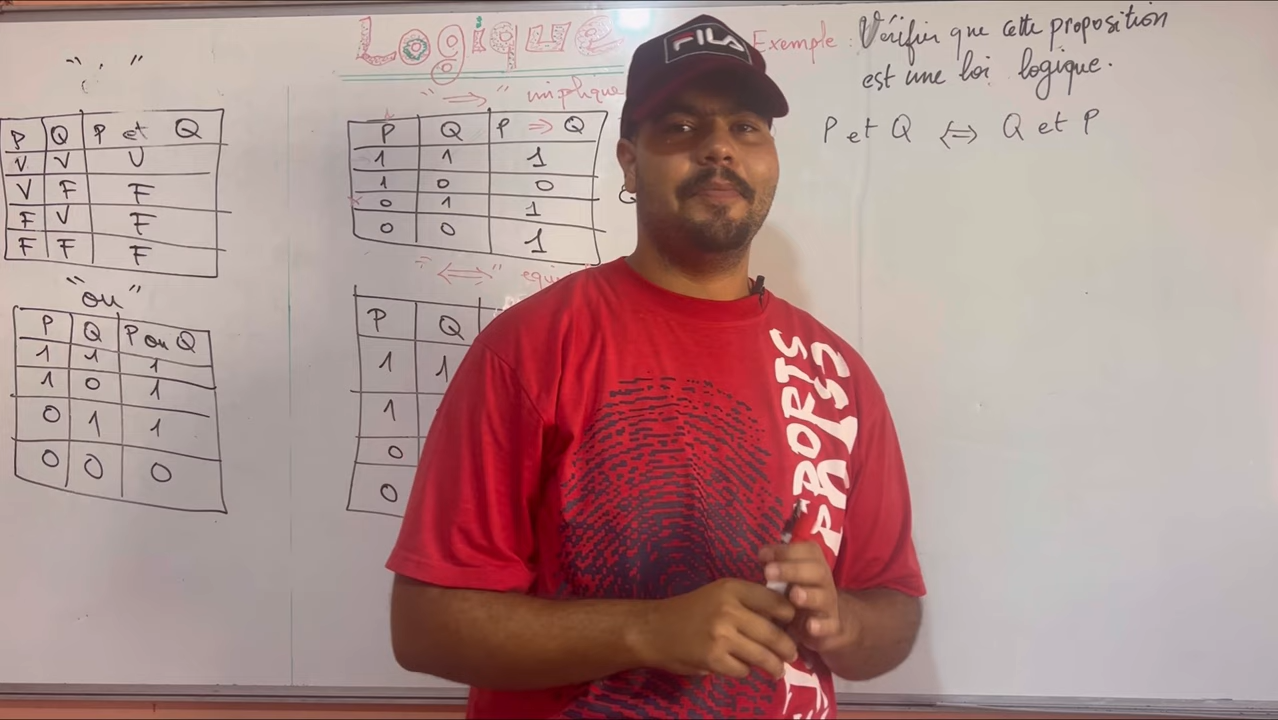 Logique
Exemple : Vérifier que cette proposition
est une loi logique.
P et Q ⇔ Q et P
P Q P et Q
V V V
V F F
F V F
F F F
"ou"
P Q P ou Q
1 1 1
1 0 1
0 1 1
0 0 0
"⇒" implique
P Q P ⇒ Q
1 1 1
1 0 0
0 1 1
0 0 1
"⇔" equi
P Q
1 1
1
0
0
FILA
SPORTS